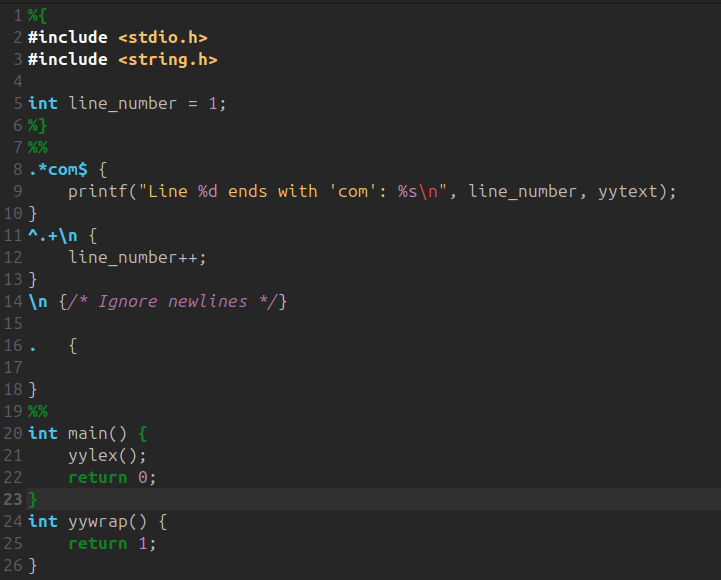 1 %{
2 #include <stdio.h>
3 #include <string.h>
4
5 int line_number = 1;
6 %}
7 %%
8 .*com$ {
9     printf("Line %d ends with 'com': %s\n", line_number, yytext);
10 }
11 ^.+\n {
12     line_number++;
13 }
14 \n {/* Ignore newlines */}
15
16 .   {
17
18 }
19 %%
20 int main() {
21     yylex();
22     return 0;
23 }
24 int yywrap() {
25     return 1;
26 }